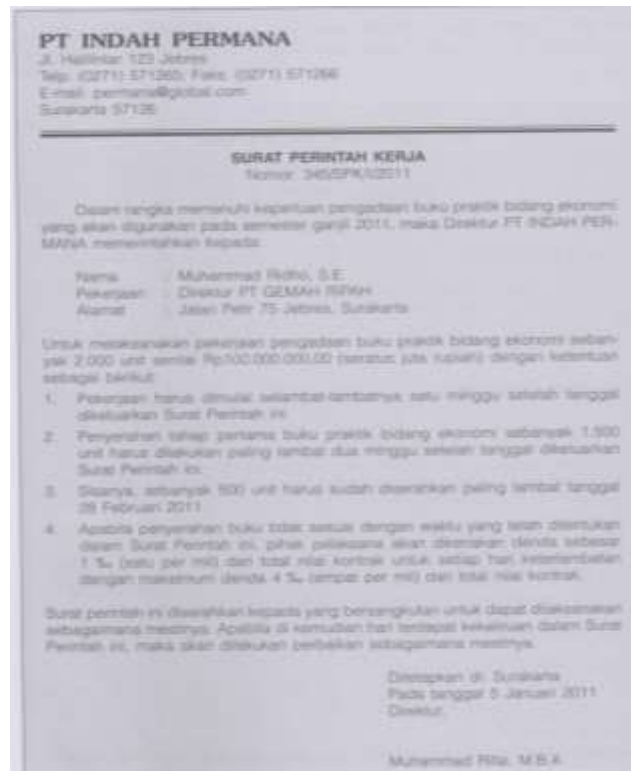 PT INDAH PERMANA
Jl. Halilintar 123 Jebres
Telp. (0271) 571265, Faks. (0271) 571266
E-mail: permana@global.com
Surakarta 57126
SURAT PERINTAH KERJA
Nomor: 345/SPK/I/2011
Dalam rangka memenuhi keperluan pengadaan buku praktik bidang ekonomi
yang akan digunakan pada semester ganjil 2011, maka Direktur PT INDAH PER-
MANA memerintahkan kepada:
Nama : Muhammad Ridho, S.E.
Pekerjaan : Direktur PT GEMAH RIPAH
Alamat : Jalan Petir 75 Jebres, Surakarta
Untuk melaksanakan pekerjaan pengadaan buku praktik bidang ekonomi seban-
yak 2.000 unit senilai Rp100.000.000,00 (seratus juta rupiah) dengan ketentuan
sebagai berikut:
1. Pekerjaan harus dimulai selambat-lambatnya satu minggu setelah tanggal
dikeluarkan Surat Perintah ini.
2. Penyerahan tahap pertama buku praktik bidang ekonomi sebanyak 1.500
unit harus dilakukan paling lambat dua minggu setelah tanggal dikeluarkan
Surat Perintah ini.
3. Sisanya, sebanyak 500 unit harus sudah diserahkan paling lambat tanggal
28 Februari 2011.
4. Apabila penyerahan buku tidak sesuai dengan waktu yang telah ditentukan
dalam Surat Perintah ini, pihak pelaksana akan dikenakan denda sebesar
1 ‰ (satu per mil) dari total nilai kontrak untuk setiap hari keterlambatan
dengan maksimum denda 4 ‰ (empat per mil) dari total nilai kontrak.
Surat perintah ini diserahkan kepada yang bersangkutan untuk dapat dilaksanakan
sebagaimana mestinya. Apabila di kemudian hari terdapat kekeliruan dalam Surat
Perintah ini, maka akan dilakukan perbaikan sebagaimana mestinya.
Ditetapkan di: Surakarta
Pada tanggal 5 Januari 2011
Direktur,
Muhammad Rifai, M.B.A.